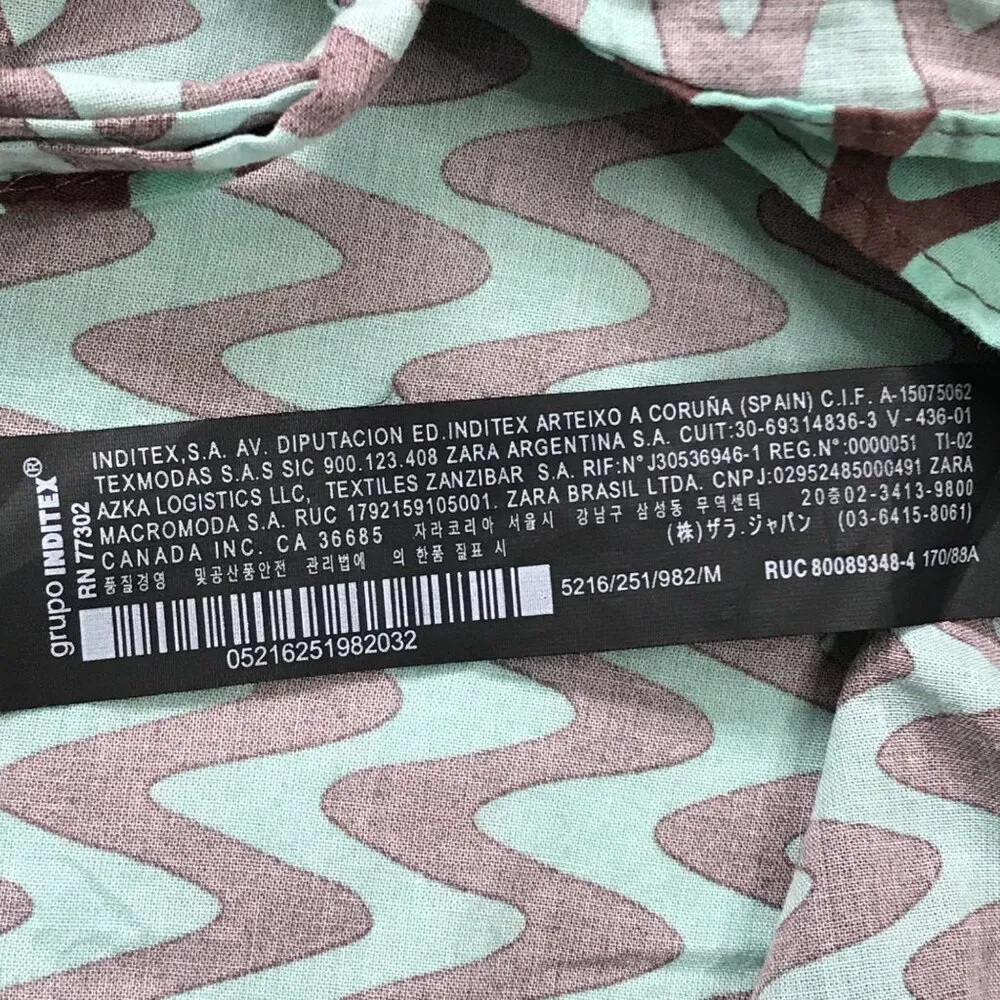 grupo INDITEX®
RN 77302
INDITEX,S.A. AV. DIPUTACION ED.INDITEX ARTEIXO A CORUÑA (SPAIN) C.I.F. A-15075062
TEXMODAS S.A.S SIC 900.123.408 ZARA ARGENTINA S.A. CUIT:30-69314836-3 V-436-01
AZKA LOGISTICS LLC, TEXTILES ZANZIBAR S.A. RIF:N°J30536946-1 REG.N°:0000051 TI-02
MACROMODA S.A. RUC 1792159105001. ZARA BRASIL LTDA. CNPJ:02952485000491 ZARA
CANADA INC. CA 36685 자라코리아 서울시 강남구 삼성동 무역센터 20층02-3413-9800
품질경영 및공산품안전 관리법에 의 한품 질표 시 (株)ザラ.ジャパン (03-6415-8061)
5216/251/982/M RUC 80089348-4 170/88A
05216251982032